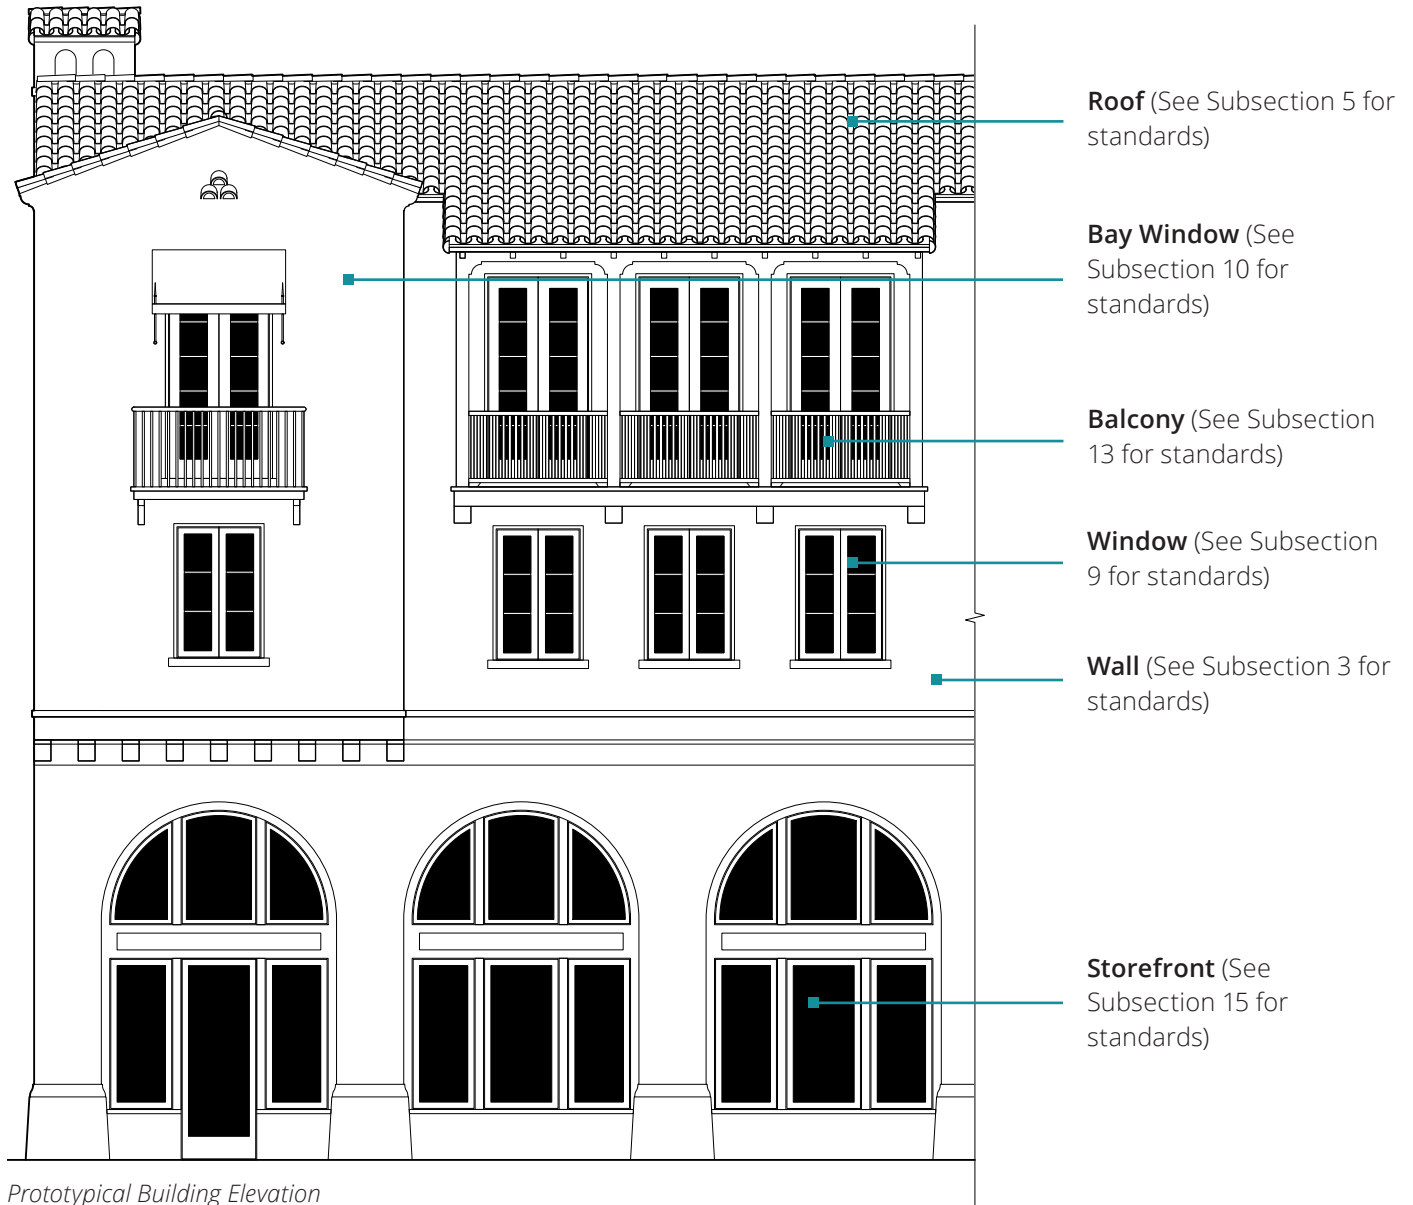 Roof (See Subsection 5 for
standards)
Bay Window (See
Subsection 10 for
standards)
Balcony (See Subsection
13 for standards)
Window (See Subsection
9 for standards)
Wall (See Subsection 3 for
standards)
Storefront (See
Subsection 15 for
standards)
Prototypical Building Elevation